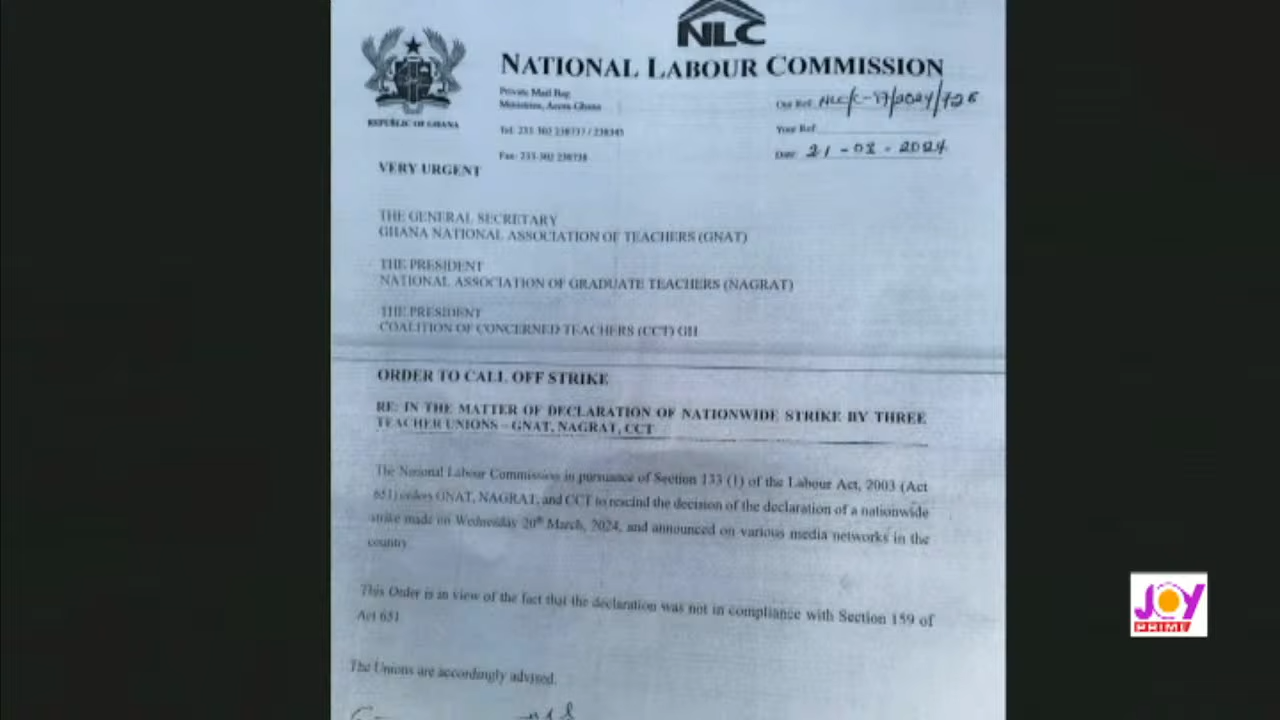 NLC
NATIONAL LABOUR COMMISSION
Private Mail Bag
Ministries, Accra Ghana
Tel: 233-302 238737 / 238345
Fax: 233-302 238738
REPUBLIC OF GHANA
Our Ref
Your Ref
Date: 21-03-2024
VERY URGENT
THE GENERAL SECRETARY
GHANA NATIONAL ASSOCIATION OF TEACHERS (GNAT)
THE PRESIDENT
NATIONAL ASSOCIATION OF GRADUATE TEACHERS (NAGRAT)
THE PRESIDENT
COALITION OF CONCERNED TEACHERS (CCT) GH
ORDER TO CALL OFF STRIKE
RE: IN THE MATTER OF DECLARATION OF NATIONWIDE STRIKE BY THREE
TEACHER UNIONS - GNAT, NAGRAT, CCT
The National Labour Commission in pursuance of Section 133 (1) of the Labour Act, 2003 (Act
651) orders GNAT, NAGRAT, and CCT to rescind the decision of the declaration of a nationwide
strike made on Wednesday 20th March, 2024, and announced on various media networks in the
country.
This Order is in view of the fact that the declaration was not in compliance with Section 159 of
Act 651.
The Unions are accordingly advised.
JOY
PRIME